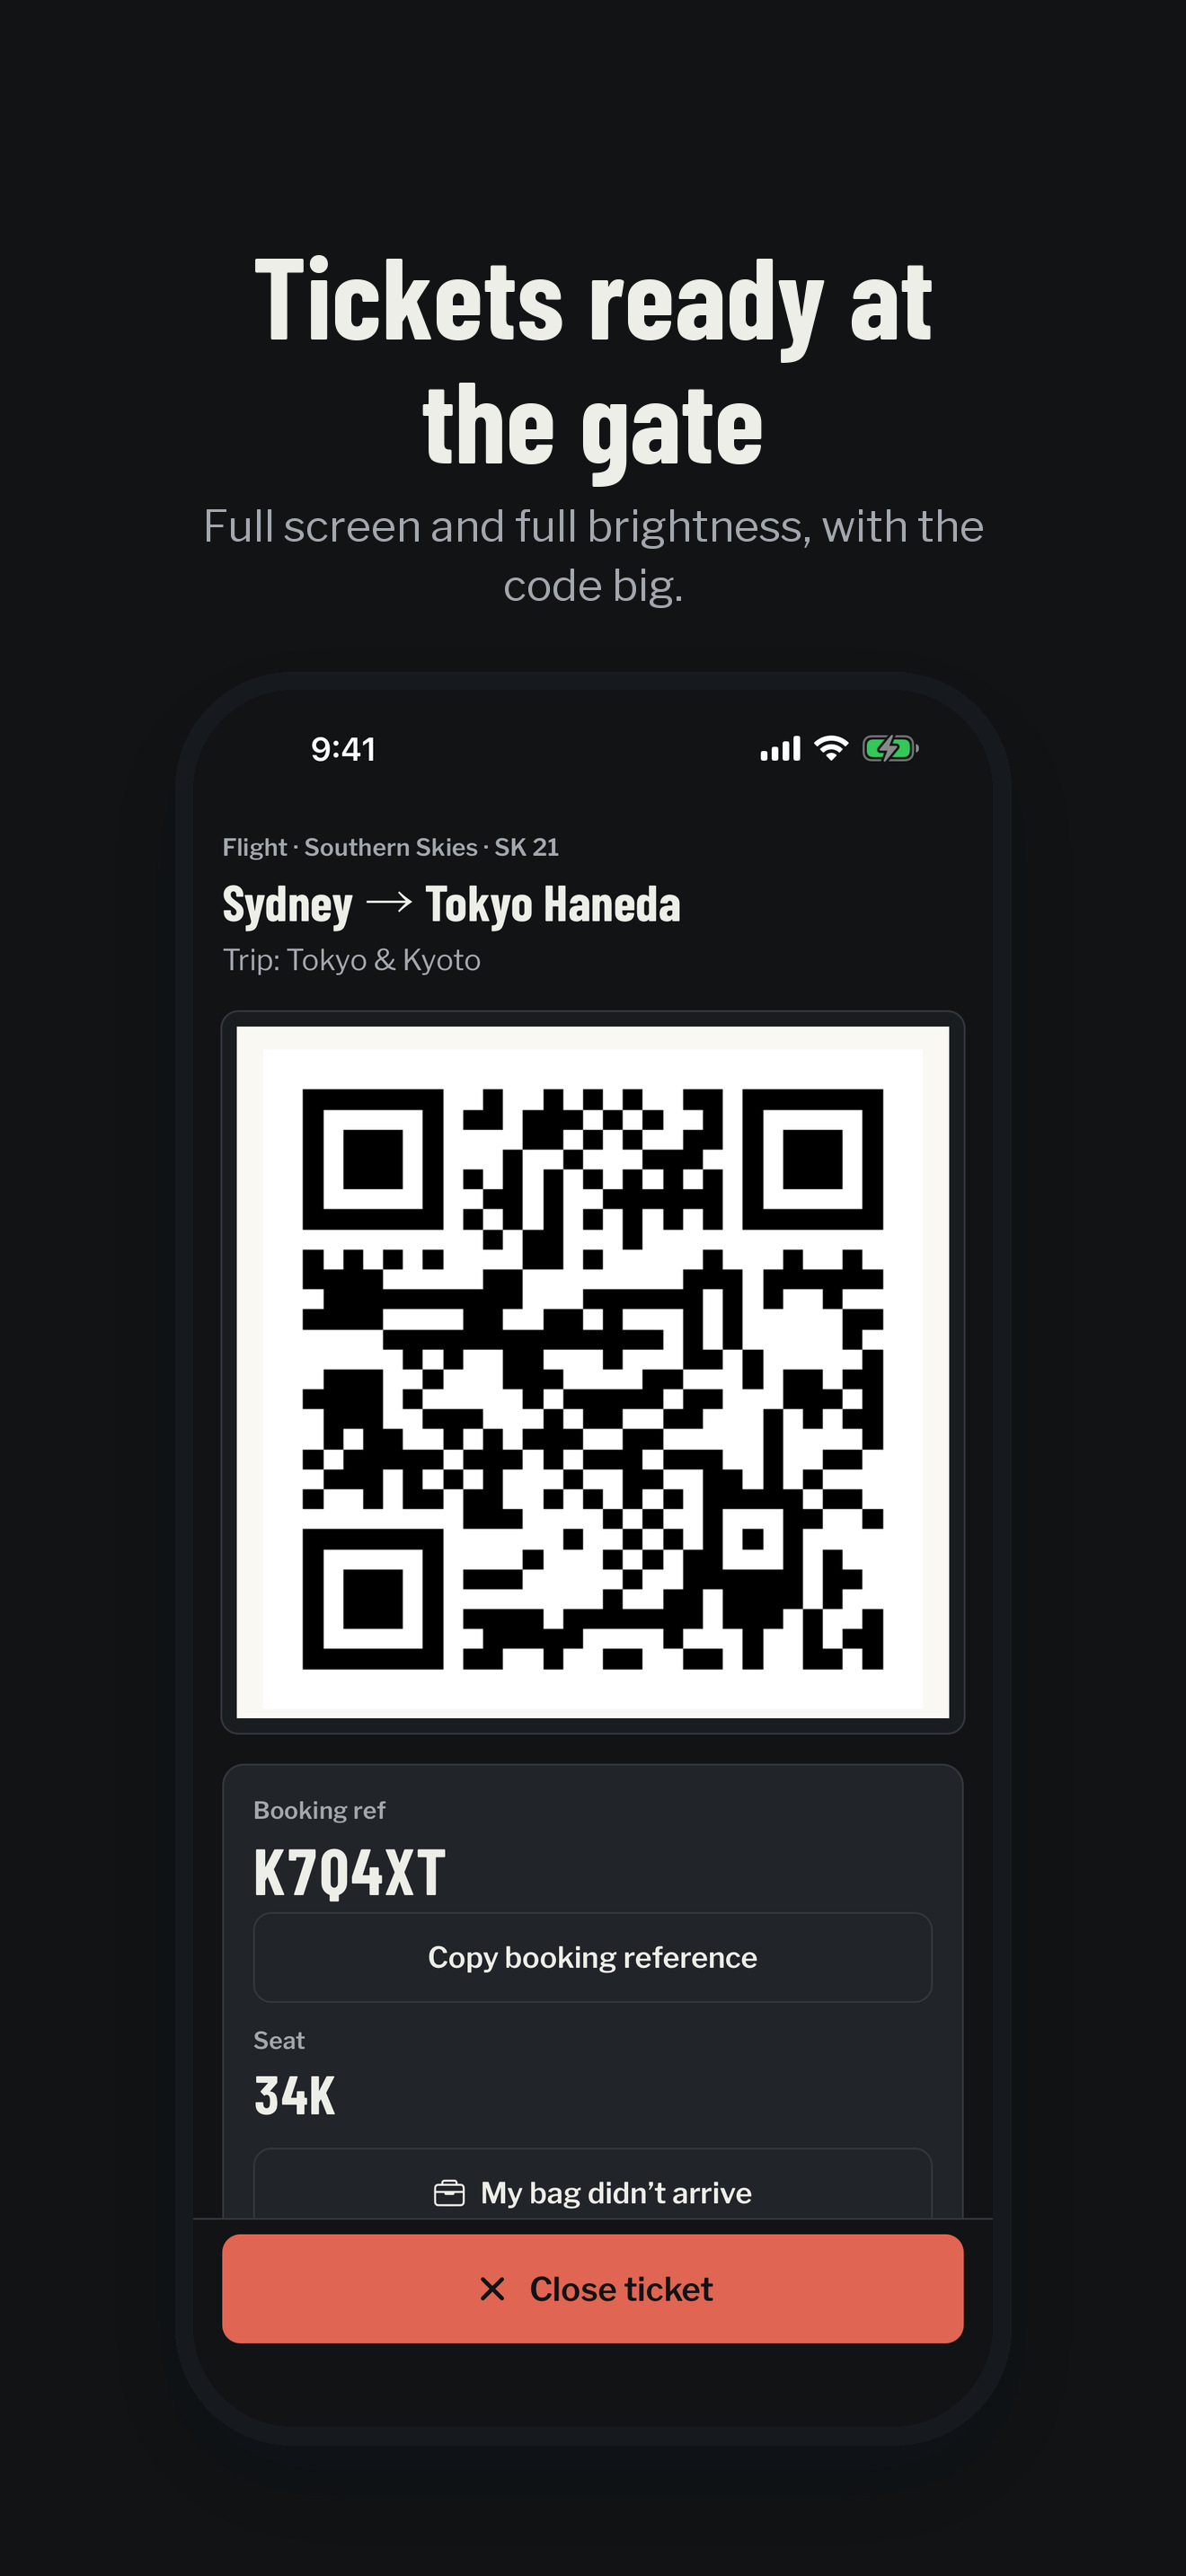 Tickets ready at
the gate
Full screen and full brightness, with the
code big.
9:41
Flight · Southern Skies · SK 21
Sydney → Tokyo Haneda
Trip: Tokyo & Kyoto
Booking ref
K7Q4XT
Copy booking reference
Seat
34K
My bag didn’t arrive
Close ticket